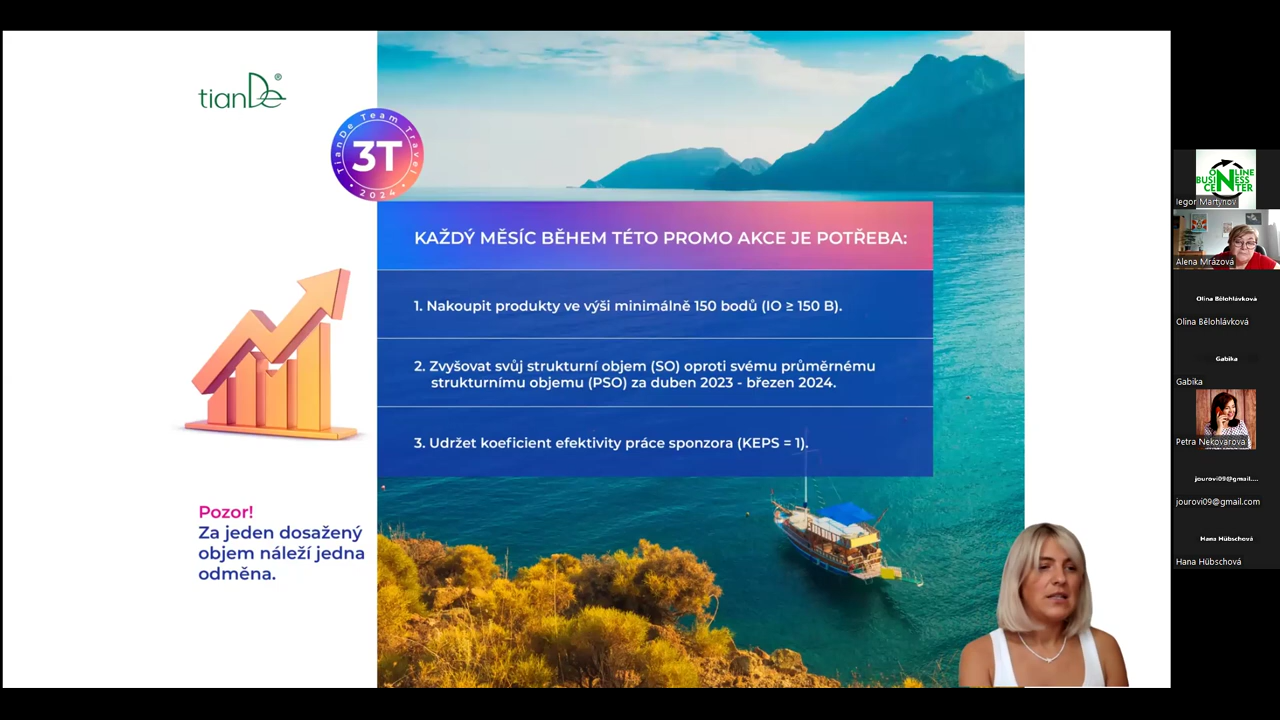 tianDe®
TianDe Team Travel
3T
• 2024 •
KAŽDÝ MĚSÍC BĚHEM TÉTO PROMO AKCE JE POTŘEBA:
1. Nakoupit produkty ve výši minimálně 150 bodů (IO ≥ 150 B).
2. Zvyšovat svůj strukturní objem (SO) oproti svému průměrnému
strukturnímu objemu (PSO) za duben 2023 - březen 2024.
3. Udržet koeficient efektivity práce sponzora (KEPS = 1).
Pozor!
Za jeden dosažený
objem náleží jedna
odměna.
ONLINE
BUSINESS
CENTER
Iegor Martynov
Alena Mrázová
Olina Bělohlávková
Olina Bělohlávková
Gabika
Gabika
Petra Nekovářová
jourovi09@gmail....
jourovi09@gmail.com
Hana Hübschová
Hana Hübschová